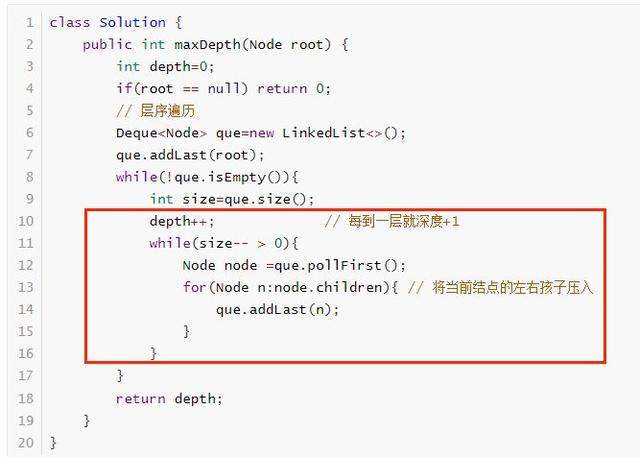 1 class Solution {
2     public int maxDepth(Node root) {
3         int depth=0;
4         if(root == null) return 0;
5         // 层序遍历
6         Deque<Node> que=new LinkedList<>();
7         que.addLast(root);
8         while(!que.isEmpty()){
9             int size=que.size();
10             depth++;             // 每到一层就深度+1
11             while(size-- > 0){
12                 Node node =que.pollFirst();
13                 for(Node n:node.children){ // 将当前结点的左右孩子压入
14                     que.addLast(n);
15                 }
16             }
17         }
18         return depth;
19     }
20 }